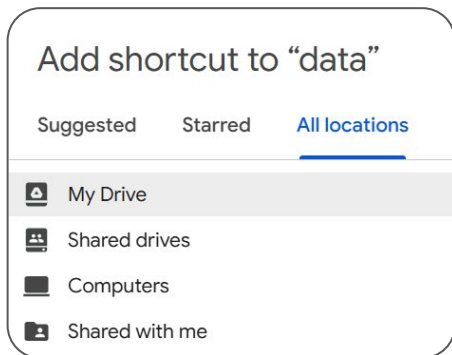 Add shortcut to “data”
Suggested Starred All locations
My Drive
Shared drives
Computers
Shared with me